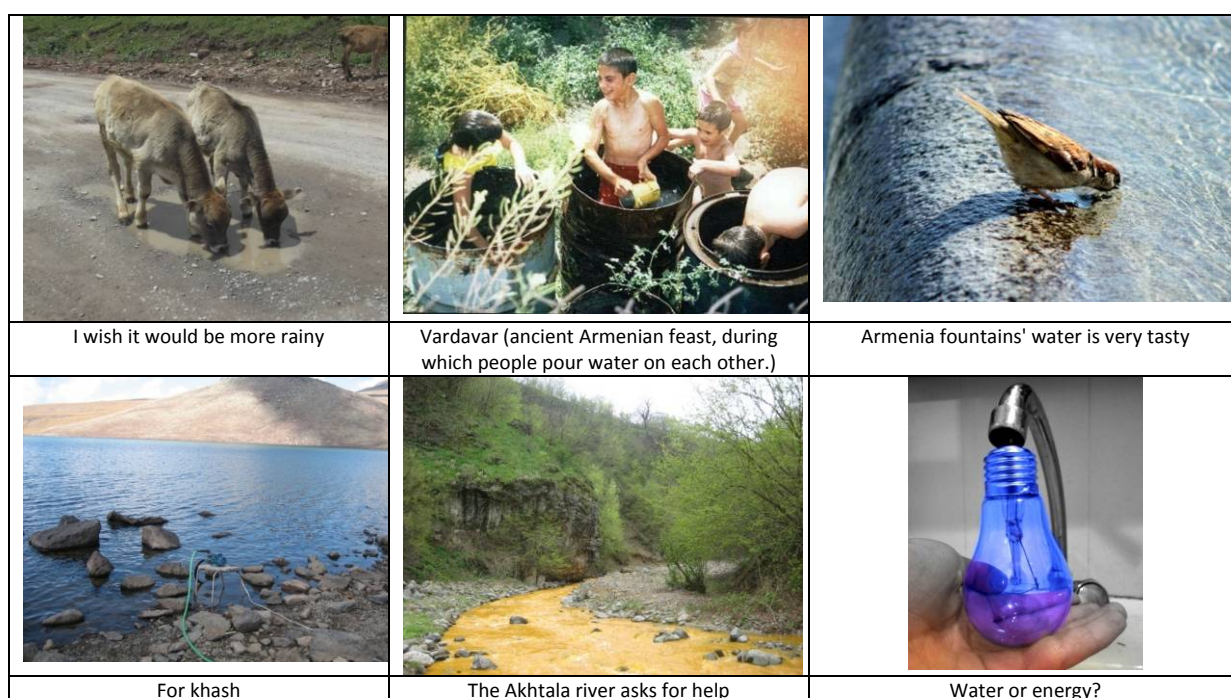 I wish it would be more rainy
Vardavar (ancient Armenian feast, during
which people pour water on each other.)
Armenia fountains' water is very tasty
For khash
The Akhtala river asks for help
Water or energy?